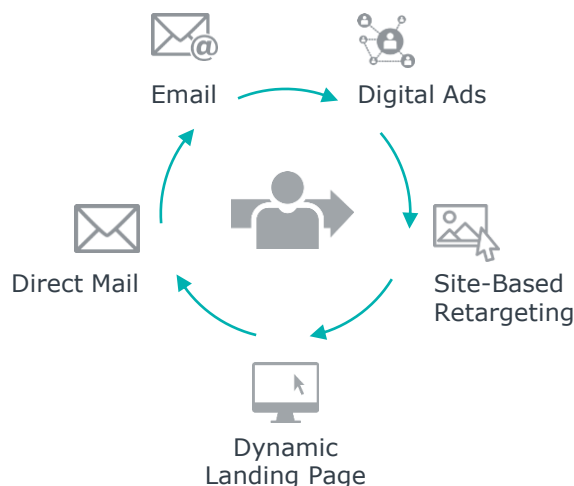 @
Email
Digital Ads
Direct Mail
Site-Based
Retargeting
Dynamic
Landing Page